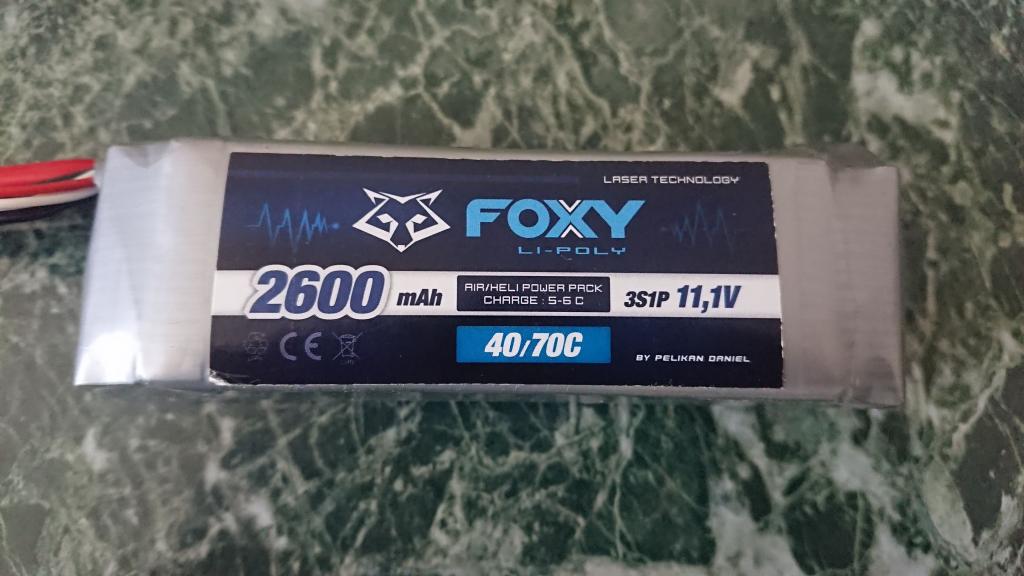 LASER TECHNOLOGY
FOXY
LI-POLY
2600 mAh
AIR/HELI POWER PACK
CHARGE : 5-6 C
3S1P 11,1V
CE
40/70C
BY PELIKAN DANIEL